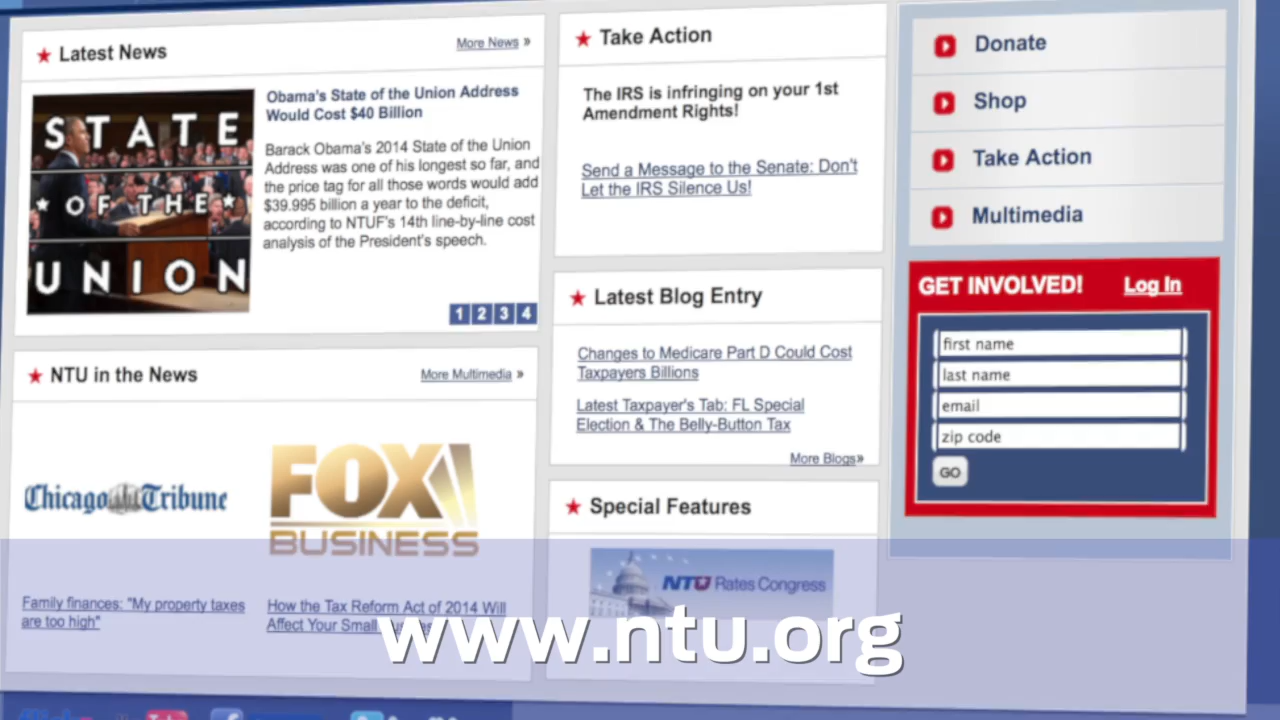 Latest News
More News »
STATE
OF THE
UNION
Obama's State of the Union Address
Would Cost $40 Billion
Barack Obama's 2014 State of the Union
Address was one of his longest so far, and
the price tag for all those words would add
$39.995 billion a year to the deficit,
according to NTUF's 14th line-by-line cost
analysis of the President's speech.
1 2 3 4
NTU in the News
More Multimedia »
Chicago Tribune
FOX
BUSINESS
Family finances: "My property taxes
are too high"
How the Tax Reform Act of 2014 Will
Affect Your Small
Take Action
The IRS is infringing on your 1st
Amendment Rights!
Send a Message to the Senate: Don't
Let the IRS Silence Us!
Latest Blog Entry
Changes to Medicare Part D Could Cost
Taxpayers Billions
Latest Taxpayer's Tab: FL Special
Election & The Belly-Button Tax
More Blogs»
Special Features
NTU Rates Congress
Donate
Shop
Take Action
Multimedia
GET INVOLVED! Log In
first name
last name
email
zip code
GO
www.ntu.org